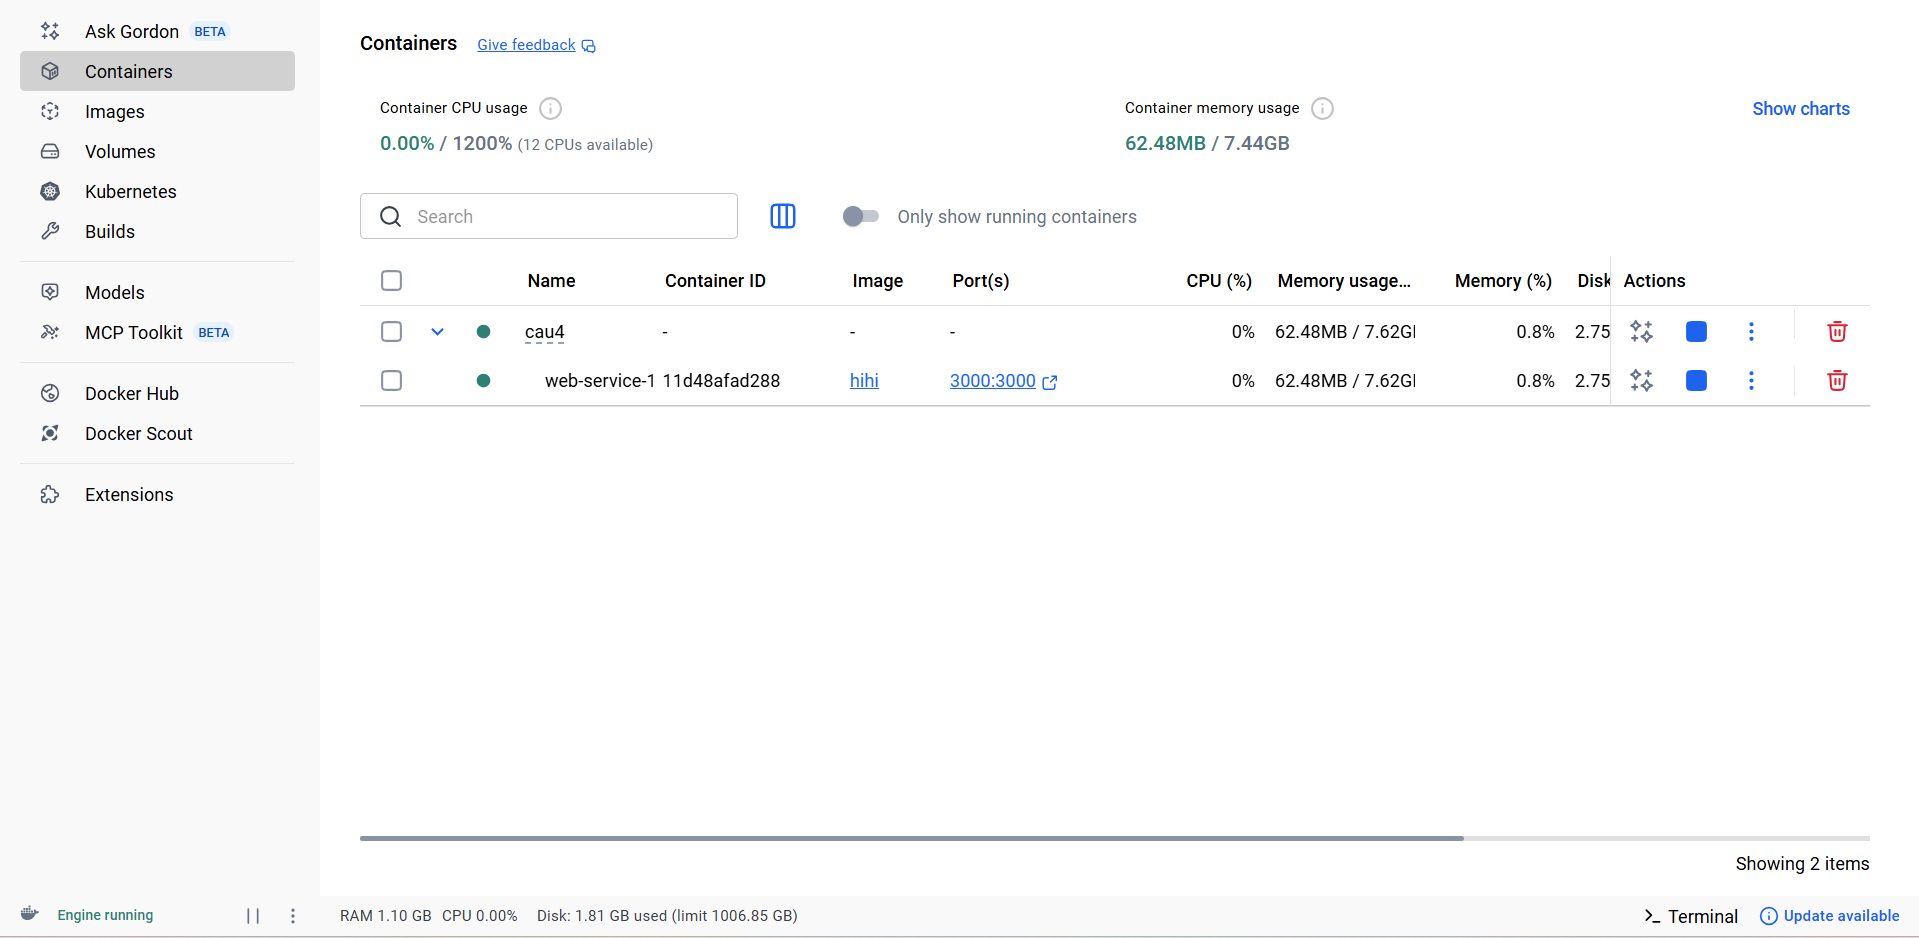 Ask Gordon BETA
Containers
Images
Volumes
Kubernetes
Builds
Models
MCP Toolkit BETA
Docker Hub
Docker Scout
Extensions
Containers Give feedback
Container CPU usage
0.00% / 1200% (12 CPUs available)
Container memory usage
62.48MB / 7.44GB
Show charts
Search
Only show running containers
Name Container ID Image Port(s) CPU (%) Memory usage... Memory (%) Disk Actions
cau4 - - - 0% 62.48MB / 7.62GI 0.8% 2.75
web-service-1 11d48afad288 hihi 3000:3000 0% 62.48MB / 7.62GI 0.8% 2.75
Showing 2 items
Engine running RAM 1.10 GB CPU 0.00% Disk: 1.81 GB used (limit 1006.85 GB) Terminal Update available